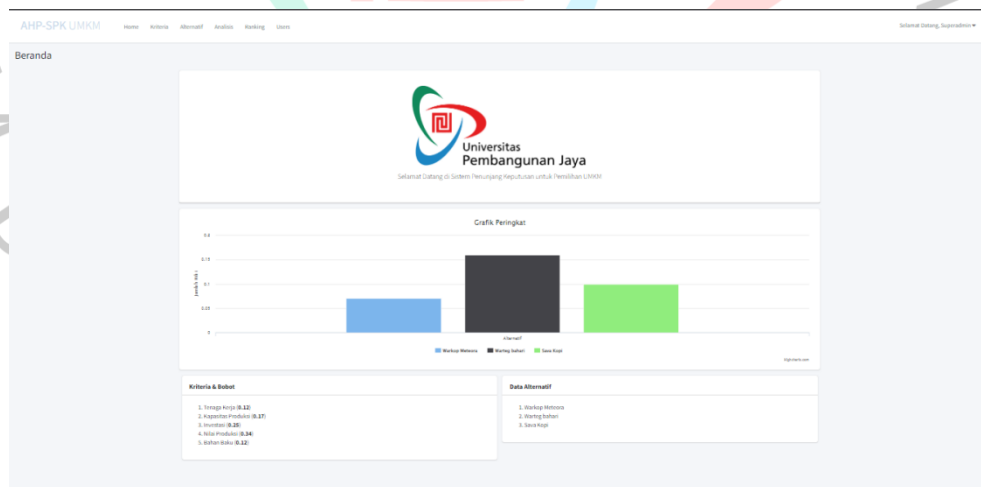 AHP-SPK UMKM
Home Kriteria Alternatif Analisis Ranking Users
Selamat Datang, Superadmin
Beranda
Universitas
Pembangunan Jaya
Selamat Datang di Sistem Penunjang Keputusan untuk Pemilihan UMKM
Grafik Peringkat
0.15
0.1
0.05
0
Alternatif
Warkop Meteora Warteg bahari Sava Kopi
Highcharts.com
Kriteria & Bobot
1. Tenaga Kerja (0.12)
2. Kapasitas Produksi (0.17)
3. Investasi (0.25)
4. Nilai Produksi (0.34)
5. Bahan Baku (0.12)
Data Alternatif
1. Warkop Meteora
2. Warteg bahari
3. Sava Kopi